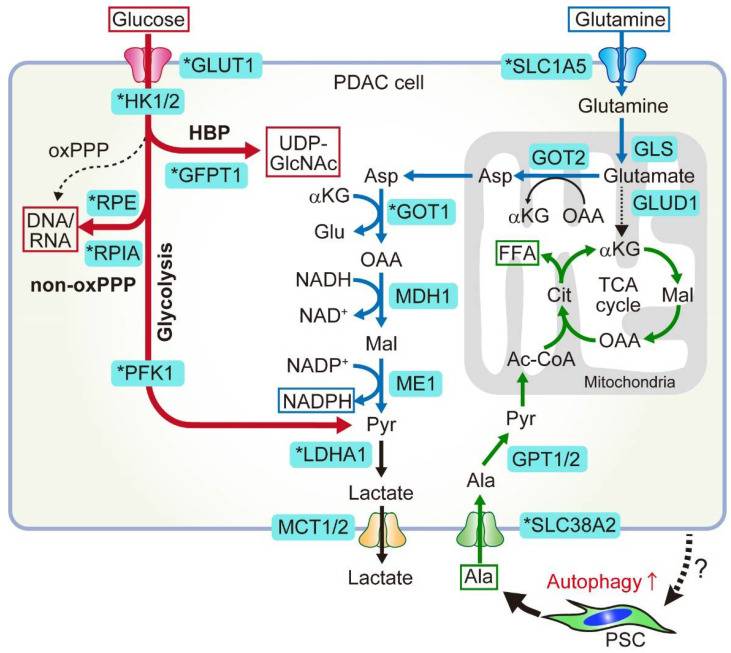 Glucose
Glutamine
*GLUT1
*SLC1A5
PDAC cell
*HK1/2
Glutamine
HBP
UDP-
GlcNAc
oxPPP
*GFPT1
GLS
GOT2
Asp
Asp
Glutamate
*RPE
αKG
αKG
OAA
GLUD1
DNA/
RNA
*GOT1
Glu
*RPIA
non-oxPPP
Glycolysis
OAA
FFA
αKG
NADH
MDH1
NAD+
Cit
TCA
cycle
Mal
Mal
OAA
NADP+
Ac-CoA
*PFK1
ME1
NADPH
Mitochondria
Pyr
Pyr
*LDHA1
GPT1/2
Ala
Lactate
MCT1/2
*SLC38A2
Lactate
Ala
Autophagy ↑
?
PSC